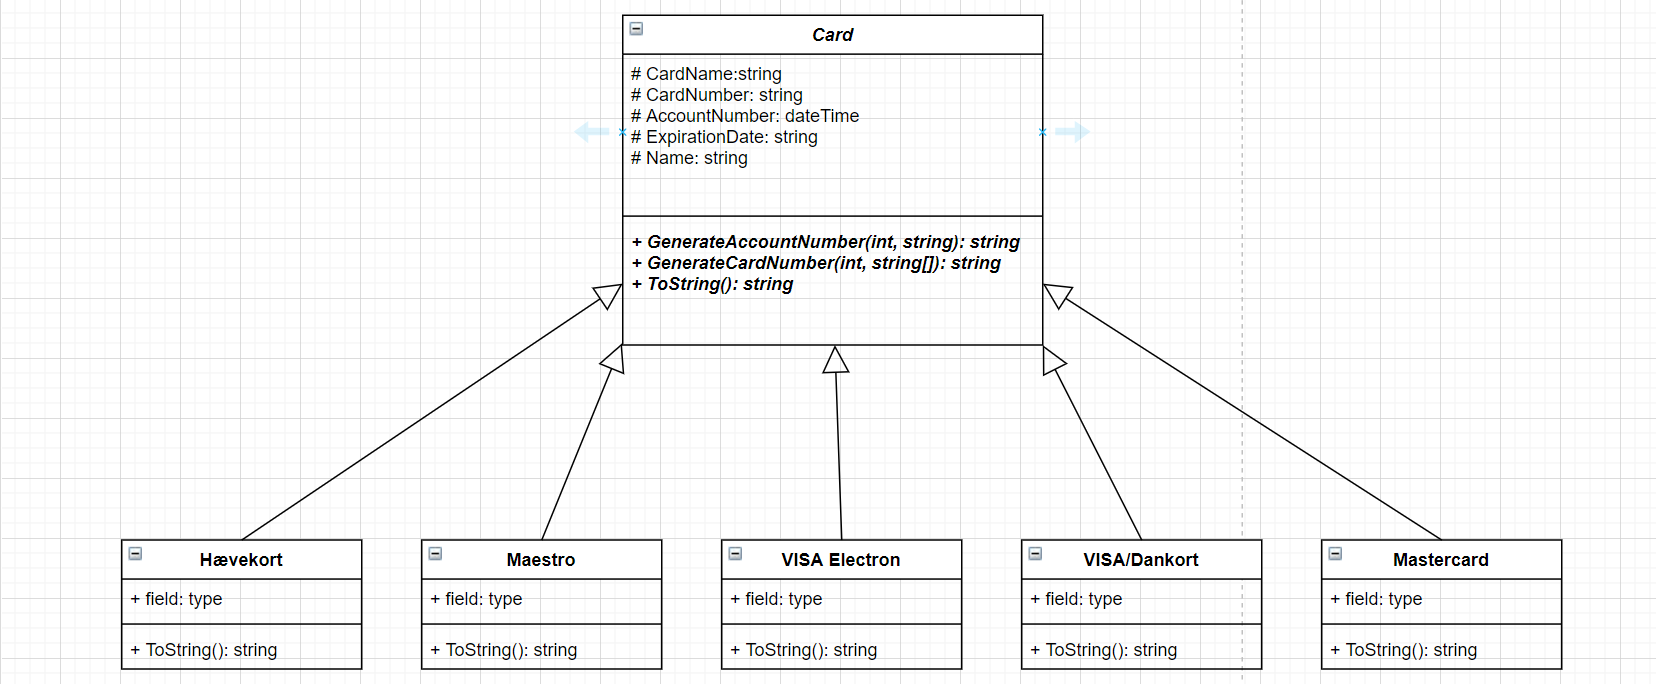 Card
# CardName:string
# CardNumber: string
# AccountNumber: dateTime
# ExpirationDate: string
# Name: string
+ GenerateAccountNumber(int, string): string
+ GenerateCardNumber(int, string[]): string
+ ToString(): string
Hævekort
+ field: type
+ ToString(): string
Maestro
+ field: type
+ ToString(): string
VISA Electron
+ field: type
+ ToString(): string
VISA/Dankort
+ field: type
+ ToString(): string
Mastercard
+ field: type
+ ToString(): string